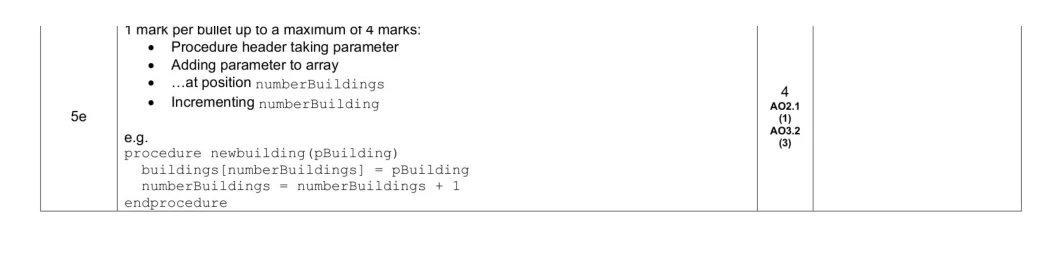 1 mark per bullet up to a maximum of 4 marks:
• Procedure header taking parameter
• Adding parameter to array
• …at position numberBuildings
• Incrementing numberBuilding
5e
4
AO2.1
(1)
AO3.2
(3)
e.g.
procedure newbuilding(pBuilding)
  buildings[numberBuildings] = pBuilding
  numberBuildings = numberBuildings + 1
endprocedure